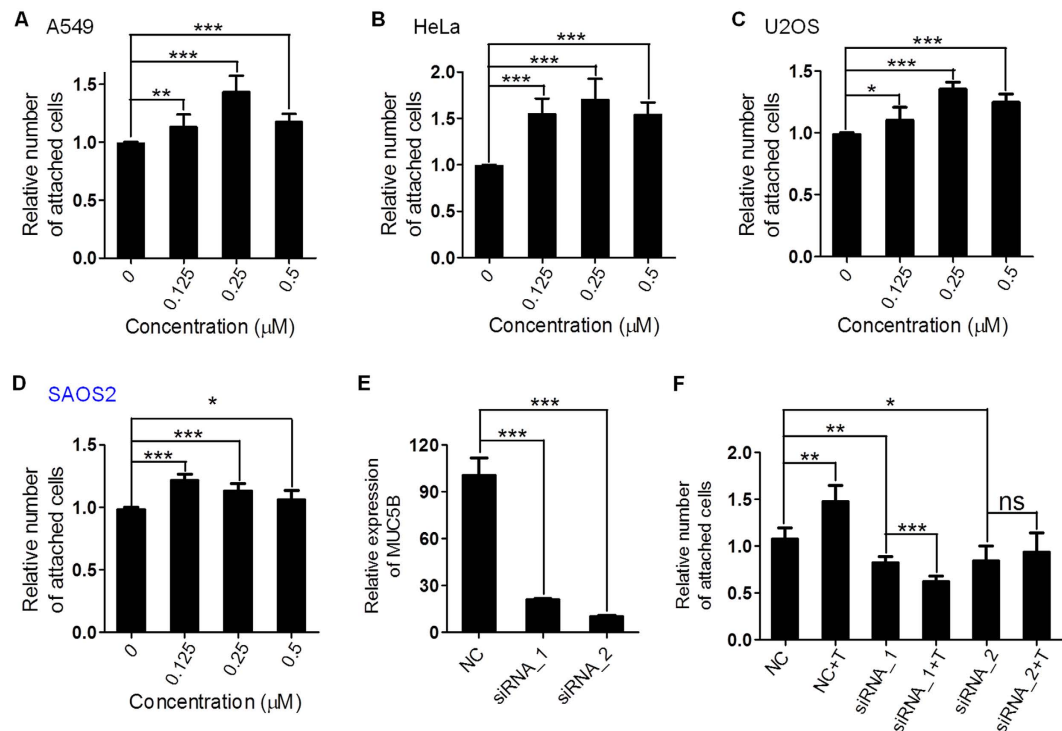 A A549
Relative number
of attached cells
1.5
1.0
0.5
0.0
***
***
**
0
0.125
0.25
0.5
Concentration (μM)
B HeLa
Relative number
of attached cells
2.0
1.5
1.0
0.5
0.0
***
***
***
0
0.125
0.25
0.5
Concentration (μM)
C U2OS
Relative number
of attached cells
1.5
1.0
0.5
0.0
***
***
*
0
0.125
0.25
0.5
Concentration (μM)
D SAOS2
Relative number
of attached cells
1.5
1.0
0.5
0.0
*
***
***
0
0.125
0.25
0.5
Concentration (μM)
E
Relative expression
of MUC5B
120
90
60
30
0
***
***
NC
siRNA_1
siRNA_2
F
Relative number
of attached cells
2.0
1.5
1.0
0.5
0.0
*
**
**
***
ns
NC
NC+T
siRNA_1
siRNA_1+T
siRNA_2
siRNA_2+T